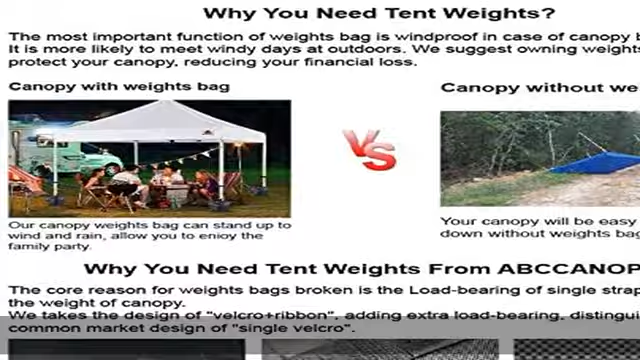 Why You Need Tent Weights?
The most important function of weights bag is windproof in case of canopy b
It is more likely to meet windy days at outdoors. We suggest owning weights
protect your canopy, reducing your financial loss.
Canopy with weights bag
Canopy without we
VS
Our canopy weights bag can stand up to
wind and rain, allow you to enjoy the
family party.
Your canopy will be easy
down without weights bag
Why You Need Tent Weights From ABCCANOP
The core reason for weights bags broken is the Load-bearing of single strap
the weight of canopy.
We takes the design of "velcro+ribbon", adding extra load-bearing, distingui
common market design of "single velcro".